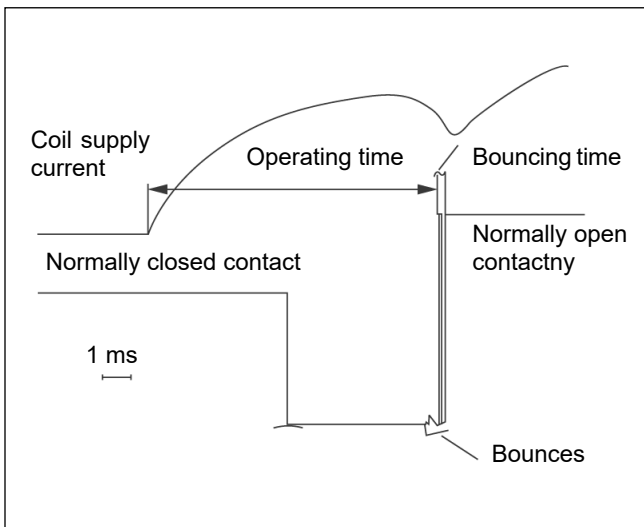 Coil supply
current
Operating time
Bouncing time
Normally open
contactny
Normally closed contact
1 ms
Bounces